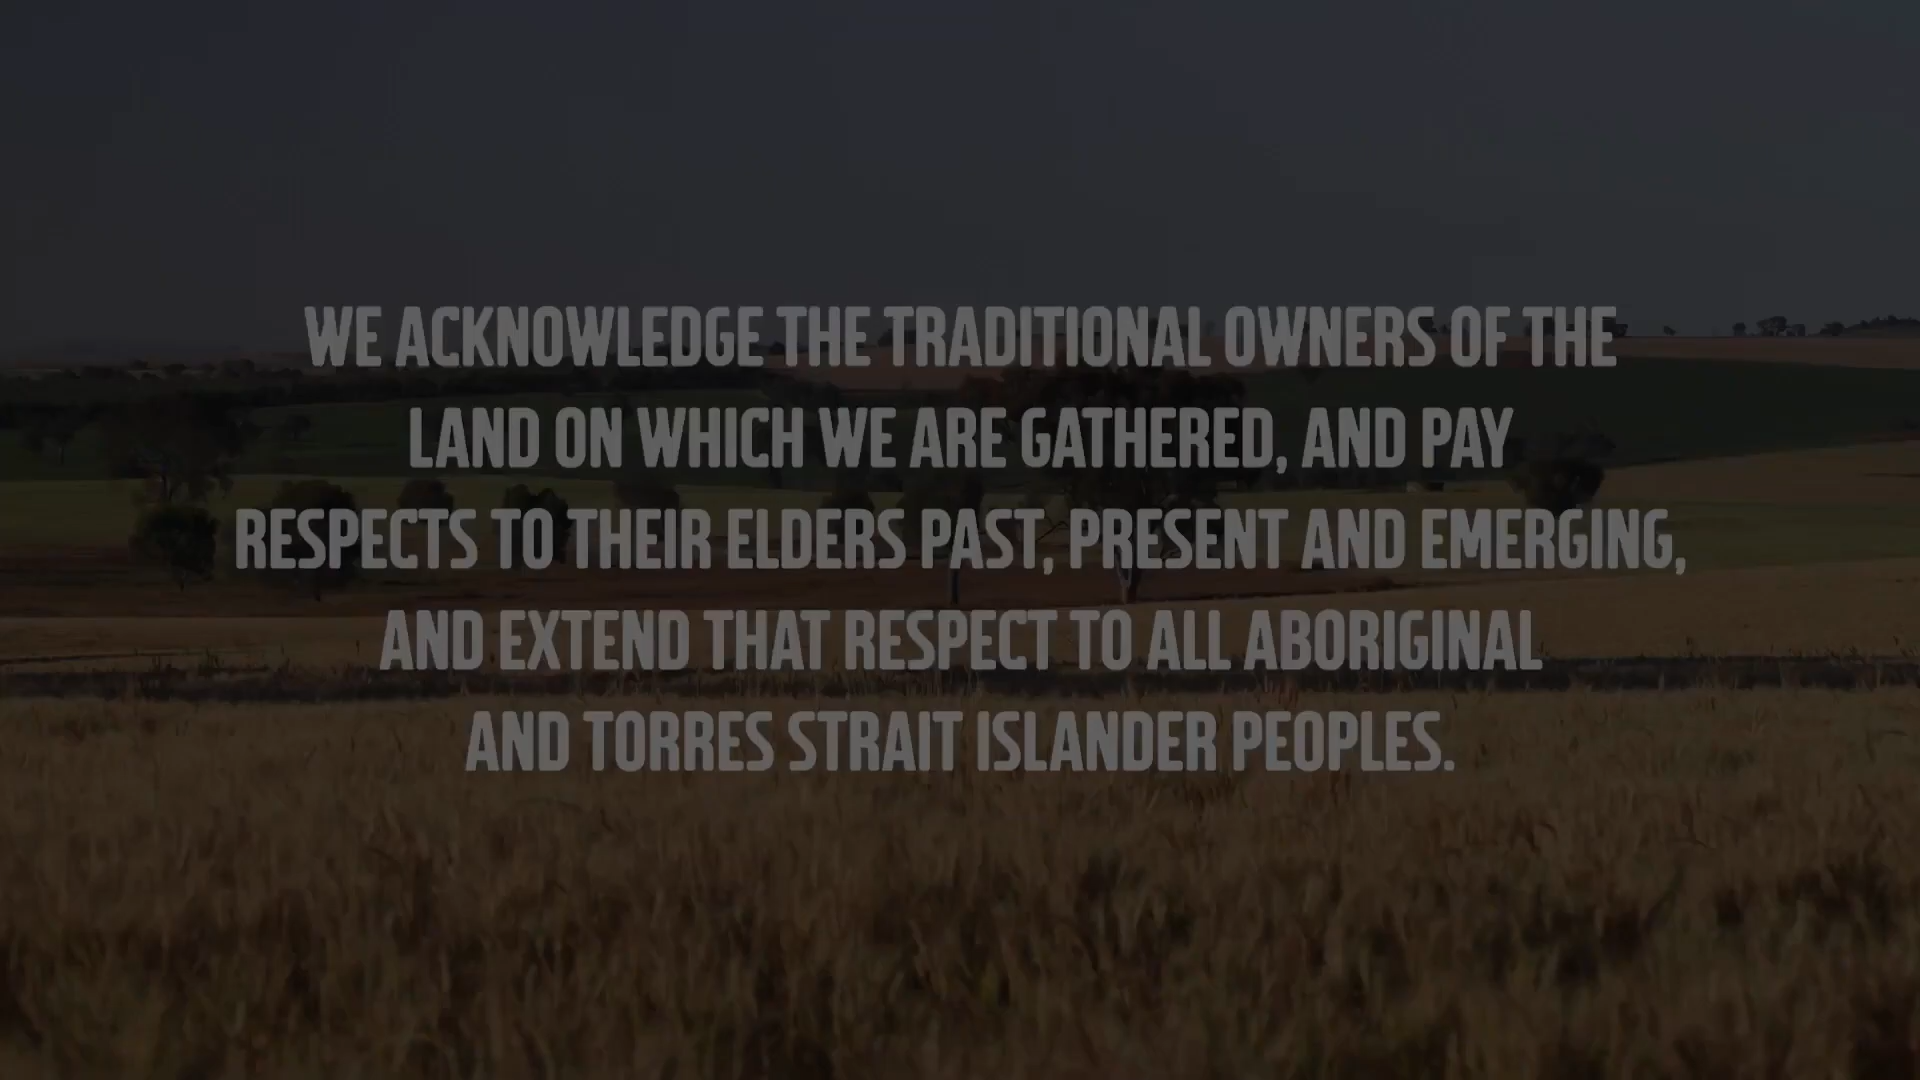 WE ACKNOWLEDGE THE TRADITIONAL OWNERS OF THE
LAND ON WHICH WE ARE GATHERED, AND PAY
RESPECTS TO THEIR ELDERS PAST, PRESENT AND EMERGING,
AND EXTEND THAT RESPECT TO ALL ABORIGINAL
AND TORRES STRAIT ISLANDER PEOPLES.